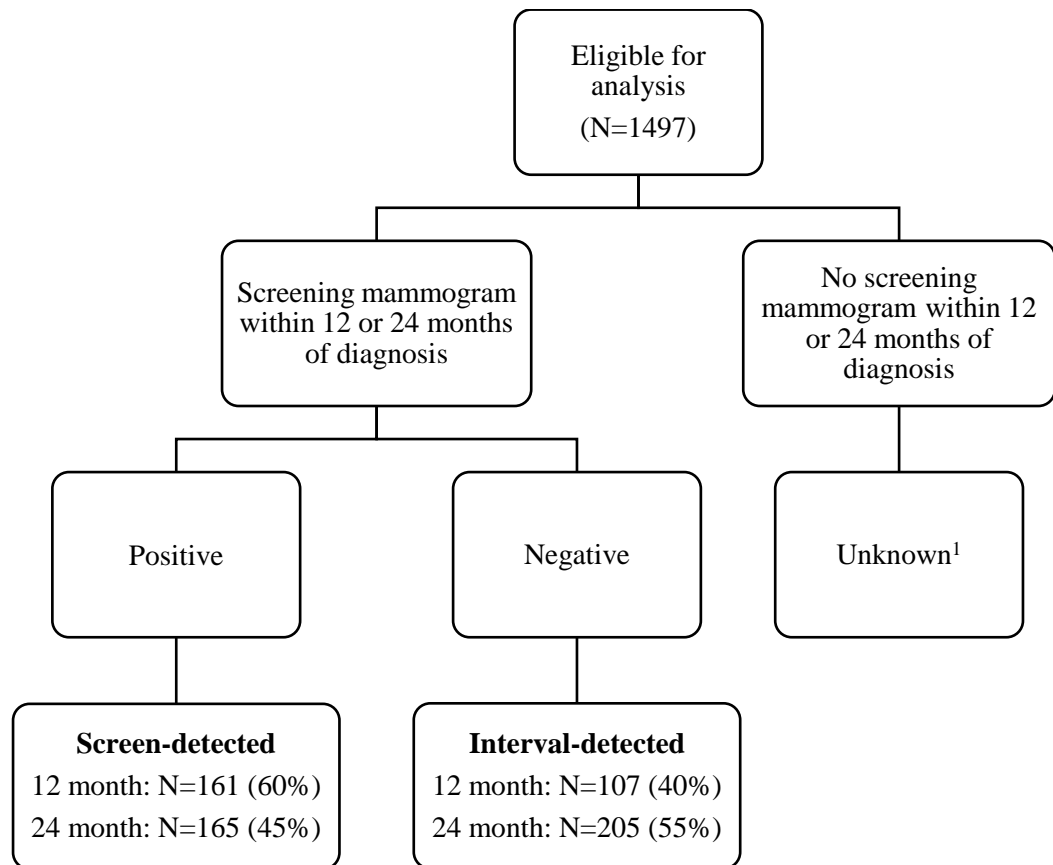 Eligible for
analysis
(N=1497)
Screening mammogram
within 12 or 24 months
of diagnosis
No screening
mammogram within 12
or 24 months of
diagnosis
Positive
Negative
Unknown¹
Screen-detected
12 month: N=161 (60%)
24 month: N=165 (45%)
Interval-detected
12 month: N=107 (40%)
24 month: N=205 (55%)